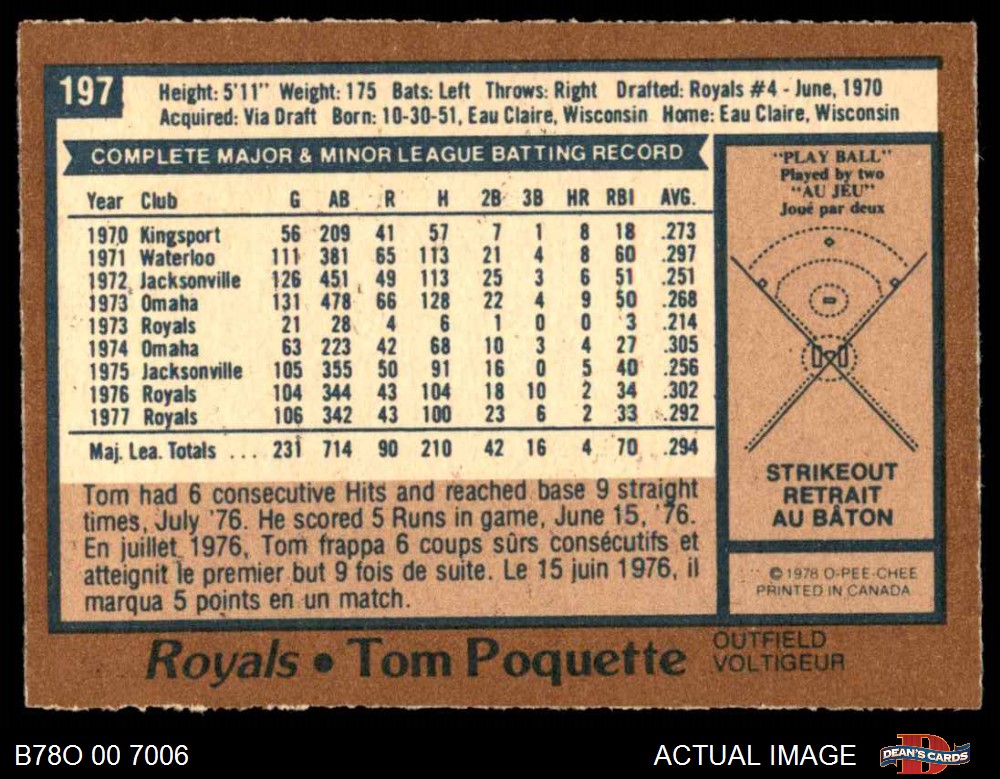 197
Height: 5'11" Weight: 175 Bats: Left Throws: Right Drafted: Royals #4 - June, 1970
Acquired: Via Draft Born: 10-30-51, Eau Claire, Wisconsin Home: Eau Claire, Wisconsin
COMPLETE MAJOR & MINOR LEAGUE BATTING RECORD
Year Club G AB R H 2B 3B HR RBI AVG.
1970 Kingsport 56 209 41 57 7 1 8 18 .273
1971 Waterloo 111 381 65 113 21 4 8 60 .297
1972 Jacksonville 126 451 49 113 25 3 6 51 .251
1973 Omaha 131 478 66 128 22 4 9 50 .268
1973 Royals 21 28 4 6 1 0 0 3 .214
1974 Omaha 63 223 42 68 10 3 4 27 .305
1975 Jacksonville 105 355 50 91 16 0 5 40 .256
1976 Royals 104 344 43 104 18 10 2 34 .302
1977 Royals 106 342 43 100 23 6 2 33 .292
Maj. Lea. Totals ... 231 714 90 210 42 16 4 70 .294
Tom had 6 consecutive Hits and reached base 9 straight
times, July '76. He scored 5 Runs in game, June 15, '76.
En juillet 1976, Tom frappa 6 coups sûrs consécutifs et
atteignit le premier but 9 fois de suite. Le 15 juin 1976, il
marqua 5 points en un match.
"PLAY BALL"
Played by two
"AU JEU"
Joué par deux
STRIKEOUT
RETRAIT
AU BÂTON
© 1978 O-PEE-CHEE
PRINTED IN CANADA
Royals • Tom Poquette
OUTFIELD
VOLTIGEUR
B78O 00 7006
ACTUAL IMAGE
DEAN'S CARDS